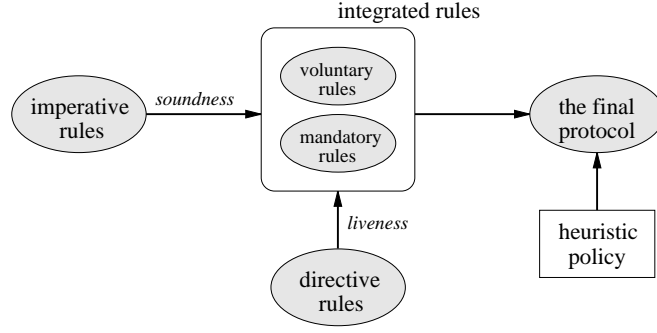 integrated rules
imperative
rules
soundness
voluntary
rules
mandatory
rules
the final
protocol
liveness
directive
rules
heuristic
policy